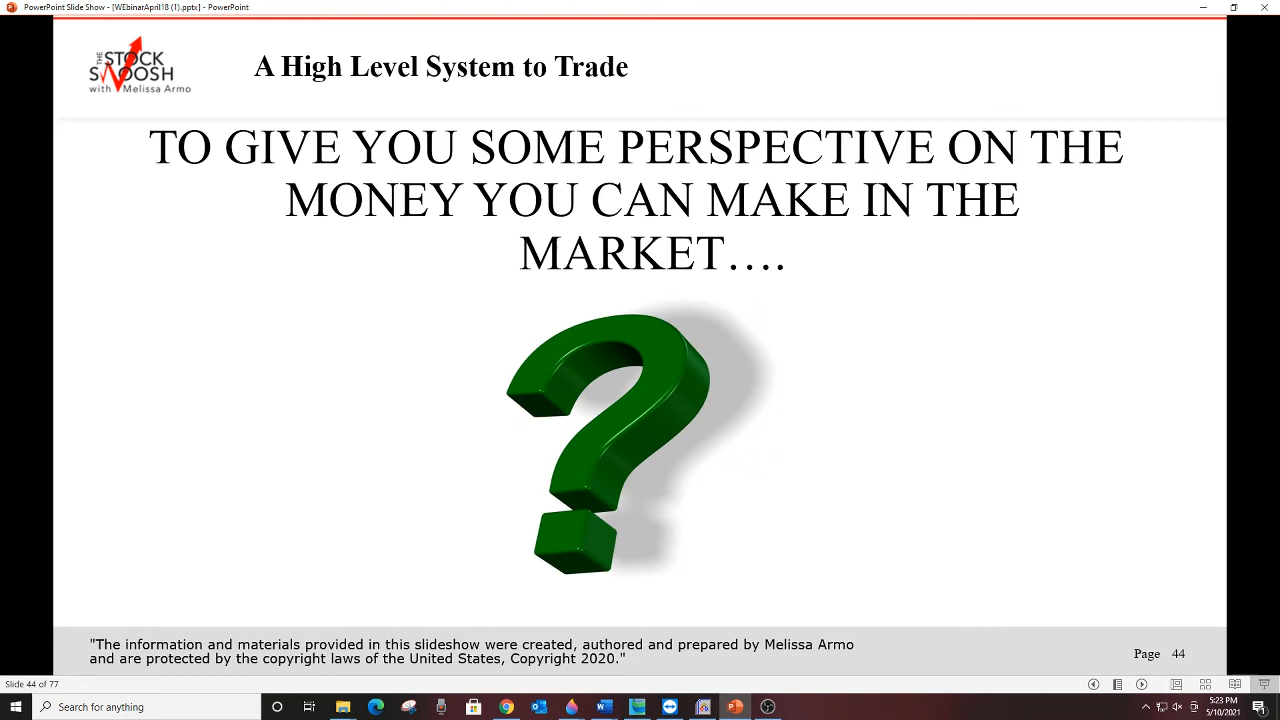 PowerPoint Slide Show - [WEbinarApril18 (1).pptx] - PowerPoint
THE
STOCK
SWOOSH
with Melissa Armo
A High Level System to Trade
TO GIVE YOU SOME PERSPECTIVE ON THE
MONEY YOU CAN MAKE IN THE
MARKET….
?
"The information and materials provided in this slideshow were created, authored and prepared by Melissa Armo
and are protected by the copyright laws of the United States, Copyright 2020."
Page 44
Slide 44 of 77
Search for anything
5:23 PM
5/10/2021